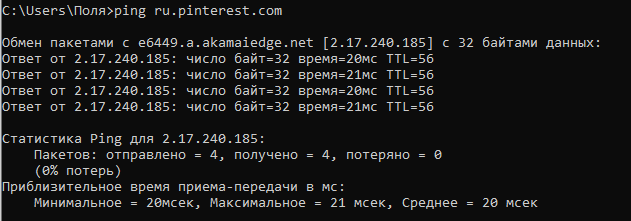 C:\Users\Поля>ping ru.pinterest.com
Обмен пакетами с e6449.a.akamaiedge.net [2.17.240.185] с 32 байтами данных:
Ответ от 2.17.240.185: число байт=32 время=20мс TTL=56
Ответ от 2.17.240.185: число байт=32 время=21мс TTL=56
Ответ от 2.17.240.185: число байт=32 время=20мс TTL=56
Ответ от 2.17.240.185: число байт=32 время=21мс TTL=56
Статистика Ping для 2.17.240.185:
Пакетов: отправлено = 4, получено = 4, потеряно = 0
(0% потерь)
Приблизительное время приема-передачи в мс:
Минимальное = 20мсек, Максимальное = 21 мсек, Среднее = 20 мсек